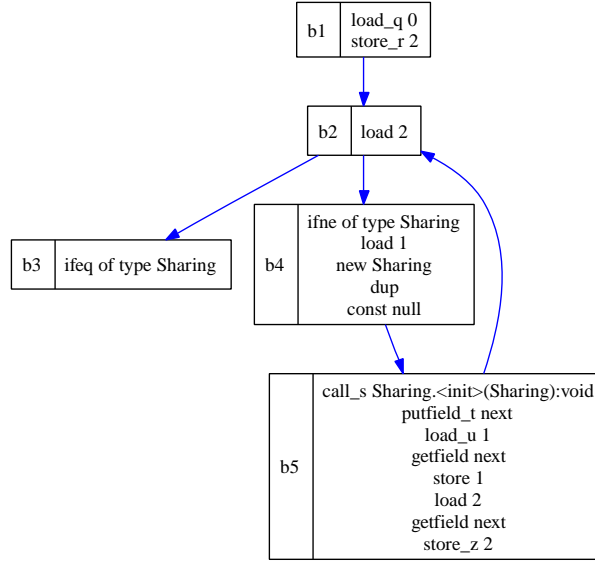 b1
load_q 0
store_r 2
b2
load 2
b3
ifeq of type Sharing
b4
ifne of type Sharing
load 1
new Sharing
dup
const null
b5
call_s Sharing.<init>(Sharing):void
putfield_t next
load_u 1
getfield next
store 1
load 2
getfield next
store_z 2